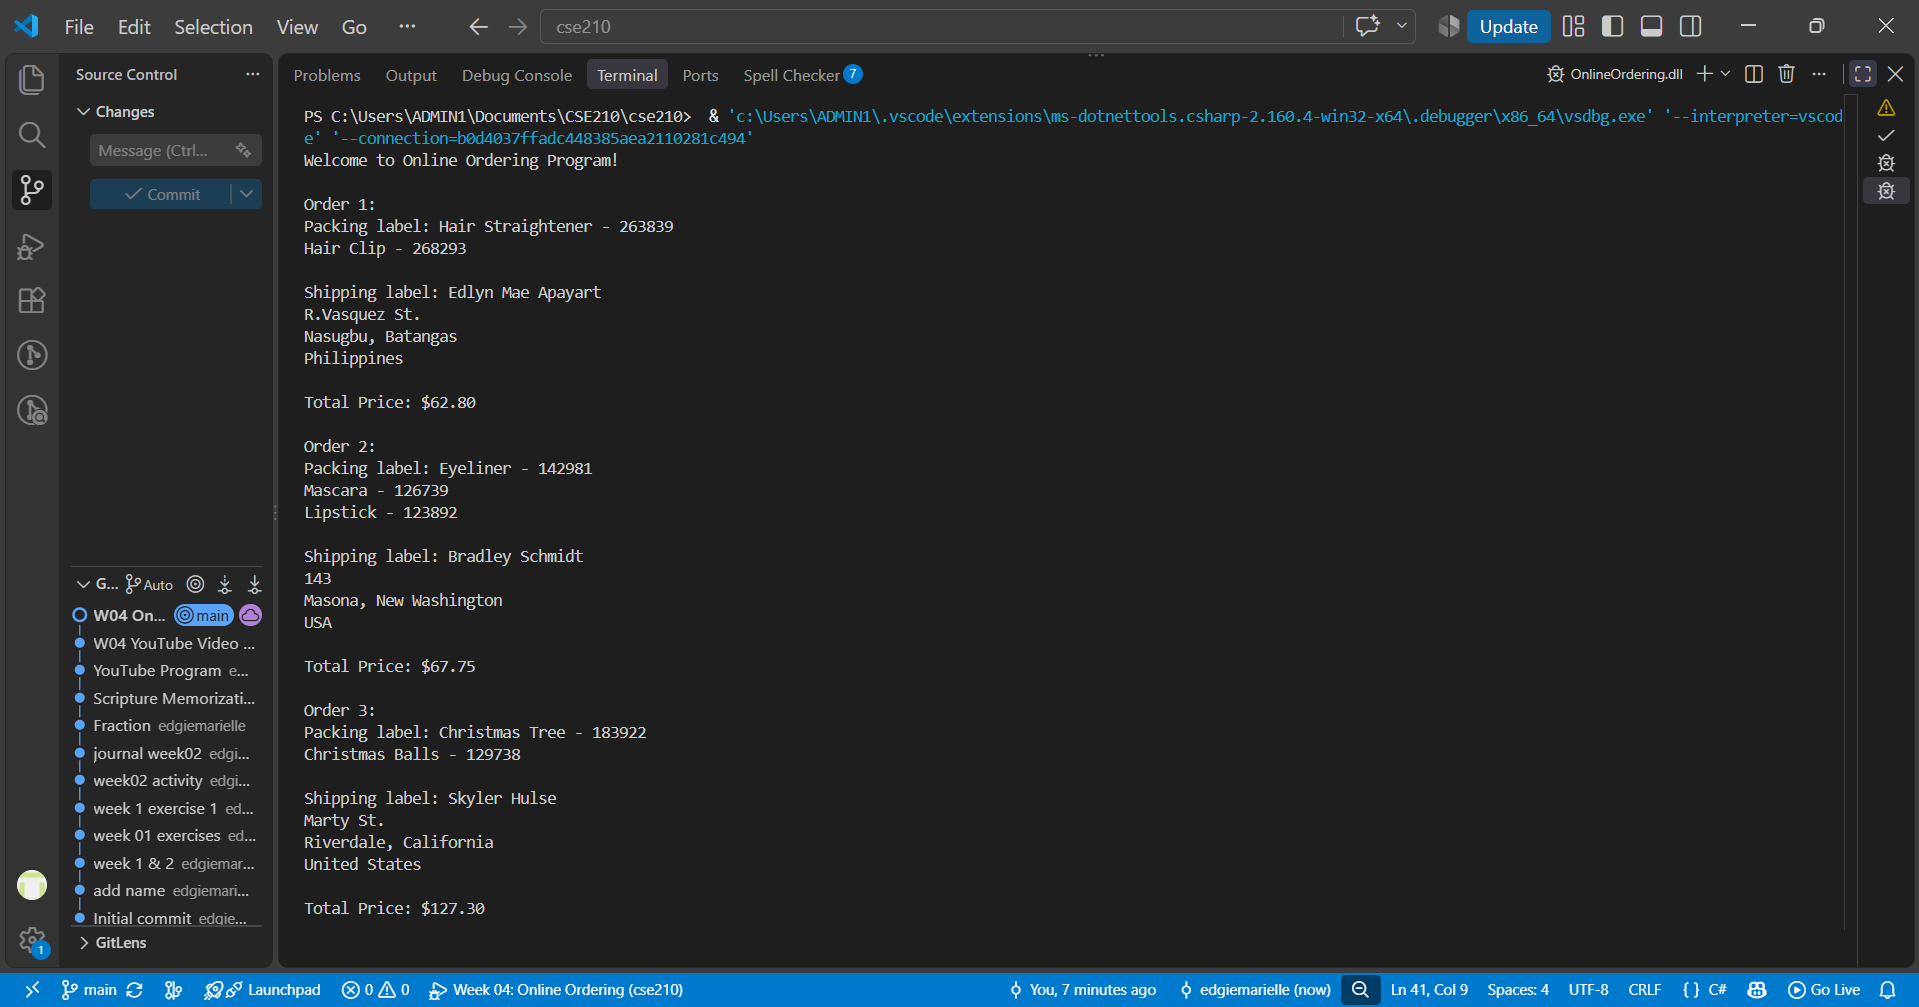 File Edit Selection View Go ··· cse210 Update
Source Control ···
Changes
Message (Ctrl...
Commit
Problems Output Debug Console Terminal Ports Spell Checker 7 OnlineOrdering.dll ···
PS C:\Users\ADMIN1\Documents\CSE210\cse210> & 'c:\Users\ADMIN1\.vscode\extensions\ms-dotnettools.csharp-2.160.4-win32-x64\.debugger\x86_64\vsdbg.exe' '--interpreter=vscod
e' '--connection=b0d4037ffadc448385aea2110281c494'
Welcome to Online Ordering Program!
Order 1:
Packing label: Hair Straightener - 263839
Hair Clip - 268293
Shipping label: Edlyn Mae Apayart
R.Vasquez St.
Nasugbu, Batangas
Philippines
Total Price: $62.80
Order 2:
Packing label: Eyeliner - 142981
Mascara - 126739
Lipstick - 123892
Shipping label: Bradley Schmidt
143
Masona, New Washington
USA
Total Price: $67.75
Order 3:
Packing label: Christmas Tree - 183922
Christmas Balls - 129738
Shipping label: Skyler Hulse
Marty St.
Riverdale, California
United States
Total Price: $127.30
G... Auto
W04 On... main
W04 YouTube Video ...
YouTube Program e...
Scripture Memorizati...
Fraction edgiemarielle
journal week02 edgi...
week02 activity edgi...
week 1 exercise 1 ed...
week 01 exercises ed...
week 1 & 2 edgiemar...
add name edgiemari...
Initial commit edgie...
GitLens
1
main Launchpad 0 0 Week 04: Online Ordering (cse210) You, 7 minutes ago edgiemarielle (now) Ln 41, Col 9 Spaces: 4 UTF-8 CRLF { } C# Go Live